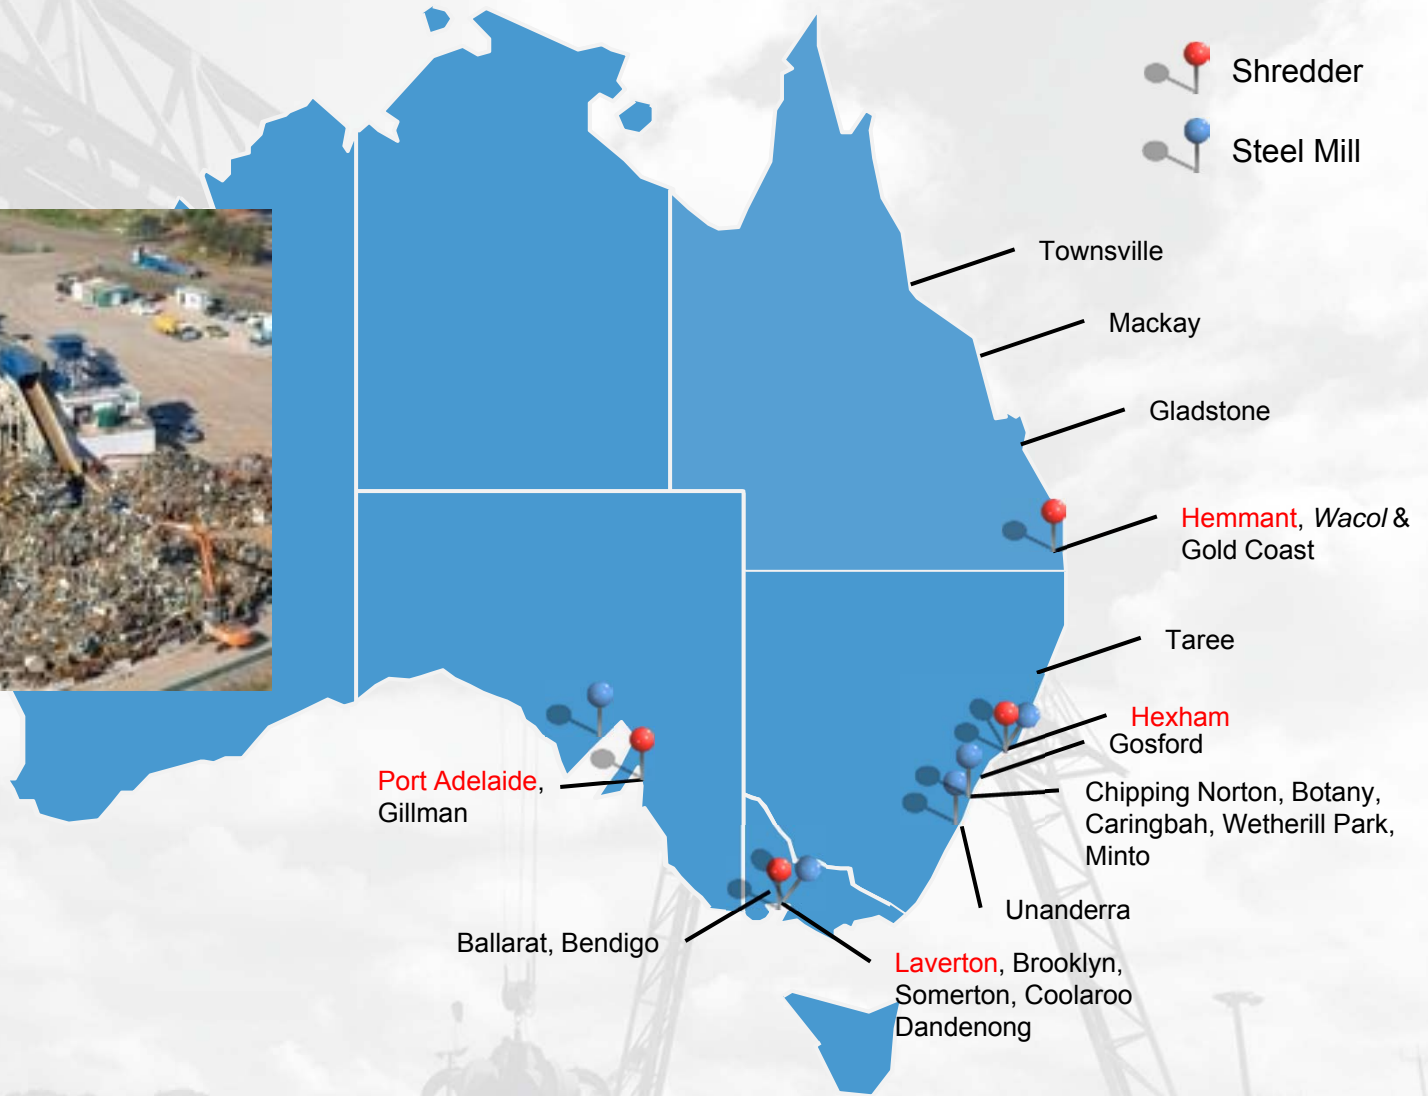 Shredder
Steel Mill
Townsville
Mackay
Gladstone
Hemmant, Wacol &
Gold Coast
Taree
Hexham
Gosford
Port Adelaide,
Gillman
Chipping Norton, Botany,
Caringbah, Wetherill Park,
Minto
Unanderra
Ballarat, Bendigo
Laverton, Brooklyn,
Somerton, Coolaroo
Dandenong